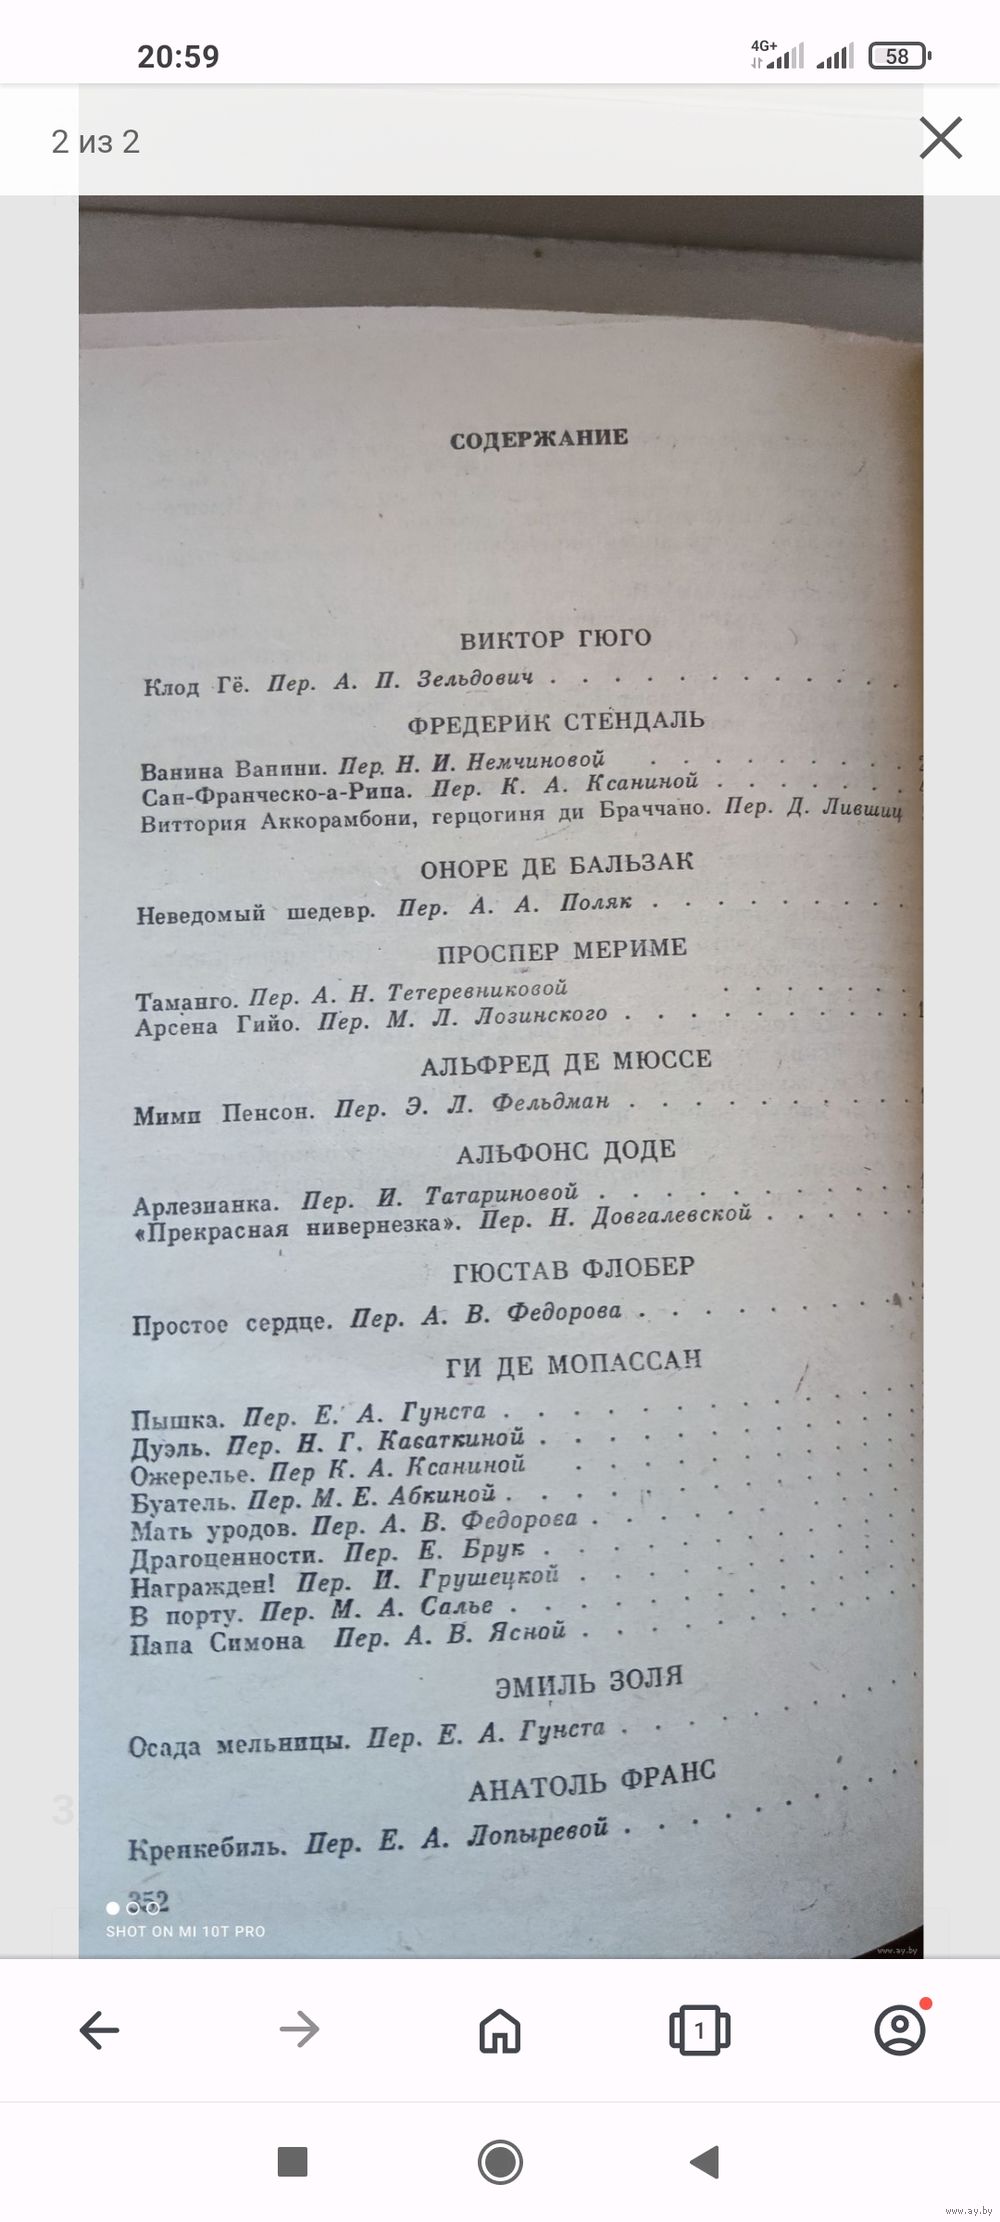 20:59
4G+
58
2 из 2
СОДЕРЖАНИЕ
ВИКТОР ГЮГО
Клод Гё. Пер. А. П. Зельдович . . . . . . . . . . . .
ФРЕДЕРИК СТЕНДАЛЬ
Ванина Ванини. Пер. Н. И. Немчиновой . . . . . . . . .
Сан-Франческо-а-Рипа. Пер. К. А. Ксаниной . . . . . . .
Виттория Аккорамбони, герцогиня ди Браччано. Пер. Д. Лившиц
ОНОРЕ ДЕ БАЛЬЗАК
Неведомый шедевр. Пер. А. А. Поляк . . . . . . . . .
ПРОСПЕР МЕРИМЕ
Таманго. Пер. А. Н. Тетеревниковой . . . . . . .
Арсена Гийо. Пер. М. Л. Лозинского . . . . . . . . . .
АЛЬФРЕД ДЕ МЮССЕ
Мими Пенсон. Пер. Э. Л. Фельдман . . . . . . . . . .
АЛЬФОНС ДОДЕ
Арлезианка. Пер. И. Татариновой . . . . . . . . . .
«Прекрасная нивернезка». Пер. Н. Довгалевской . . . . .
ГЮСТАВ ФЛОБЕР
Простое сердце. Пер. А. В. Федорова . . . . . . . . .
ГИ ДЕ МОПАССАН
Пышка. Пер. Е. А. Гунста . . . . . . . . . . . . .
Дуэль. Пер. Н. Г. Касаткиной . . . . . . . . . . . .
Ожерелье. Пер К. А. Ксаниной . . . . . . . . . . .
Буатель. Пер. М. Е. Абкиной . . . . . . . . . . . .
Мать уродов. Пер. А. В. Федорова . . . . . . . . . .
Драгоценности. Пер. Е. Брук . . . . . . . . . . . .
Награжден! Пер. И. Грушецкой . . . . . . . . . . .
В порту. Пер. М. А. Салье . . . . . . . . . . . . .
Папа Симона Пер. А. В. Ясной . . . . . . . . . . .
ЭМИЛЬ ЗОЛЯ
Осада мельницы. Пер. Е. А. Гунста . . . . . . . . .
АНАТОЛЬ ФРАНС
Кренкебиль. Пер. Е. А. Лопыревой . . . . . . . . . .
352
SHOT ON MI 10T PRO
www.ay.by
1
www.ay.by